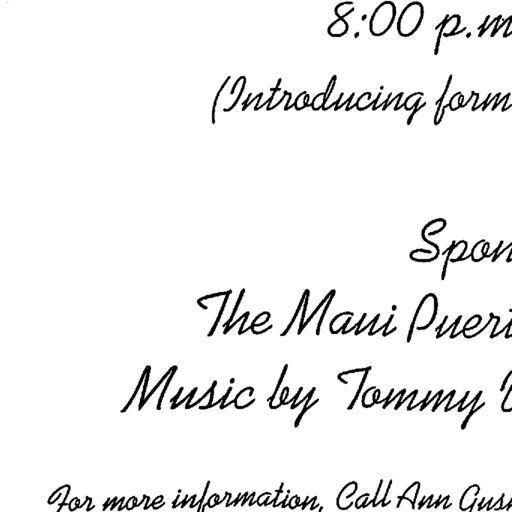 8:00 p.m
(Introducing form
Spon
The Maui Puert
Music by Tommy
For more information, Call Ann Gus